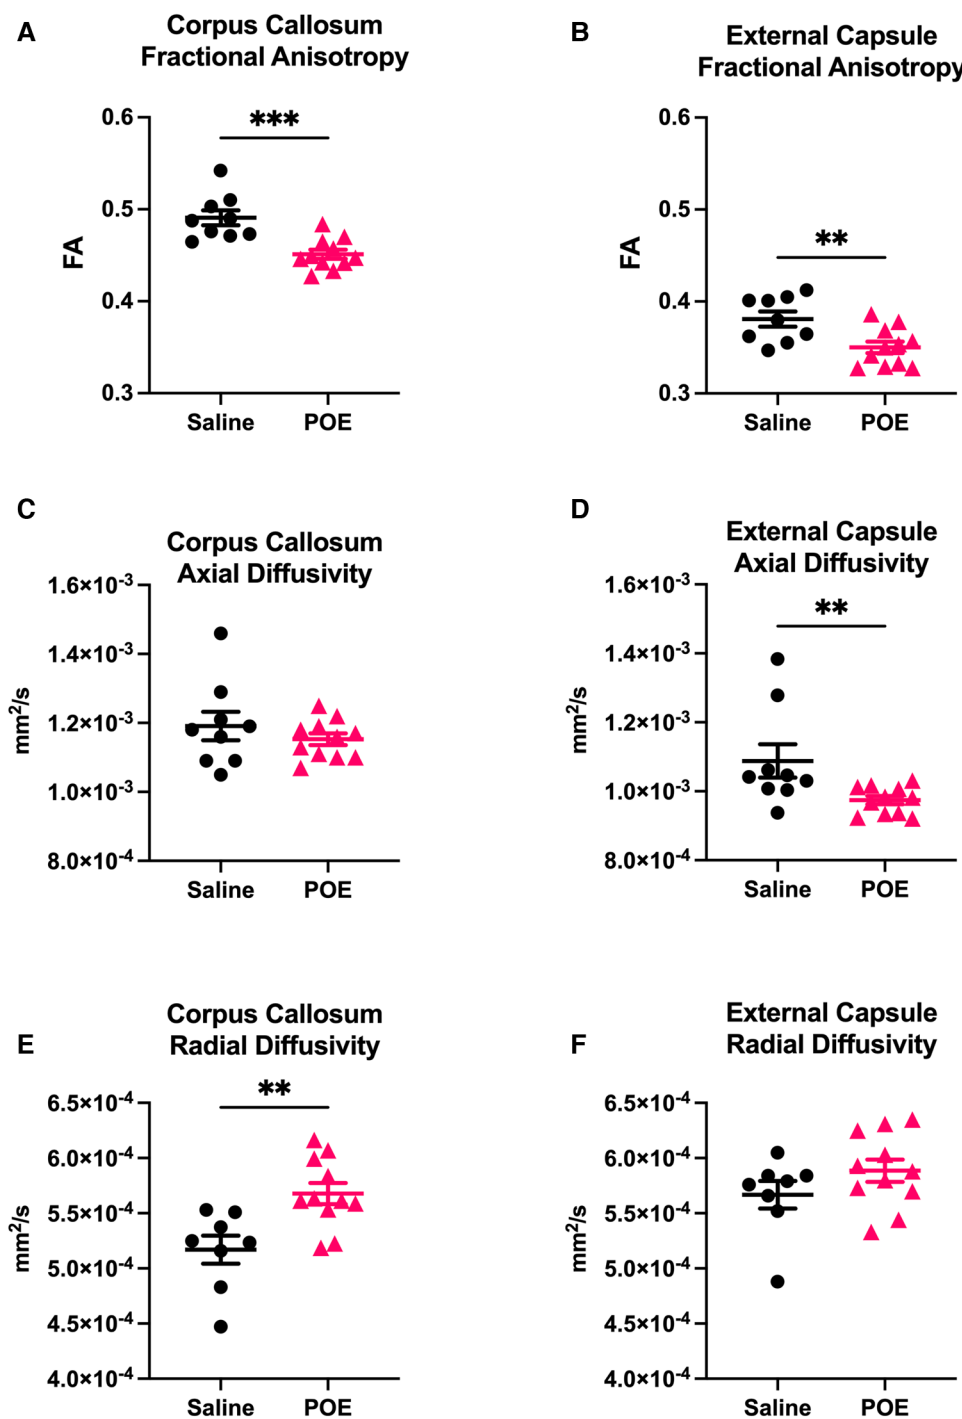 A
Corpus Callosum
Fractional Anisotropy
0.6
0.5
0.4
0.3
FA
***
Saline POE
B
External Capsule
Fractional Anisotropy
0.6
0.5
0.4
0.3
FA
**
Saline POE
C
Corpus Callosum
Axial Diffusivity
1.6×10⁻³
1.4×10⁻³
1.2×10⁻³
1.0×10⁻³
8.0×10⁻⁴
mm²/s
Saline POE
D
External Capsule
Axial Diffusivity
1.6×10⁻³
1.4×10⁻³
1.2×10⁻³
1.0×10⁻³
8.0×10⁻⁴
mm²/s
**
Saline POE
E
Corpus Callosum
Radial Diffusivity
6.5×10⁻⁴
6.0×10⁻⁴
5.5×10⁻⁴
5.0×10⁻⁴
4.5×10⁻⁴
4.0×10⁻⁴
mm²/s
**
Saline POE
F
External Capsule
Radial Diffusivity
6.5×10⁻⁴
6.0×10⁻⁴
5.5×10⁻⁴
5.0×10⁻⁴
4.5×10⁻⁴
4.0×10⁻⁴
mm²/s
Saline POE